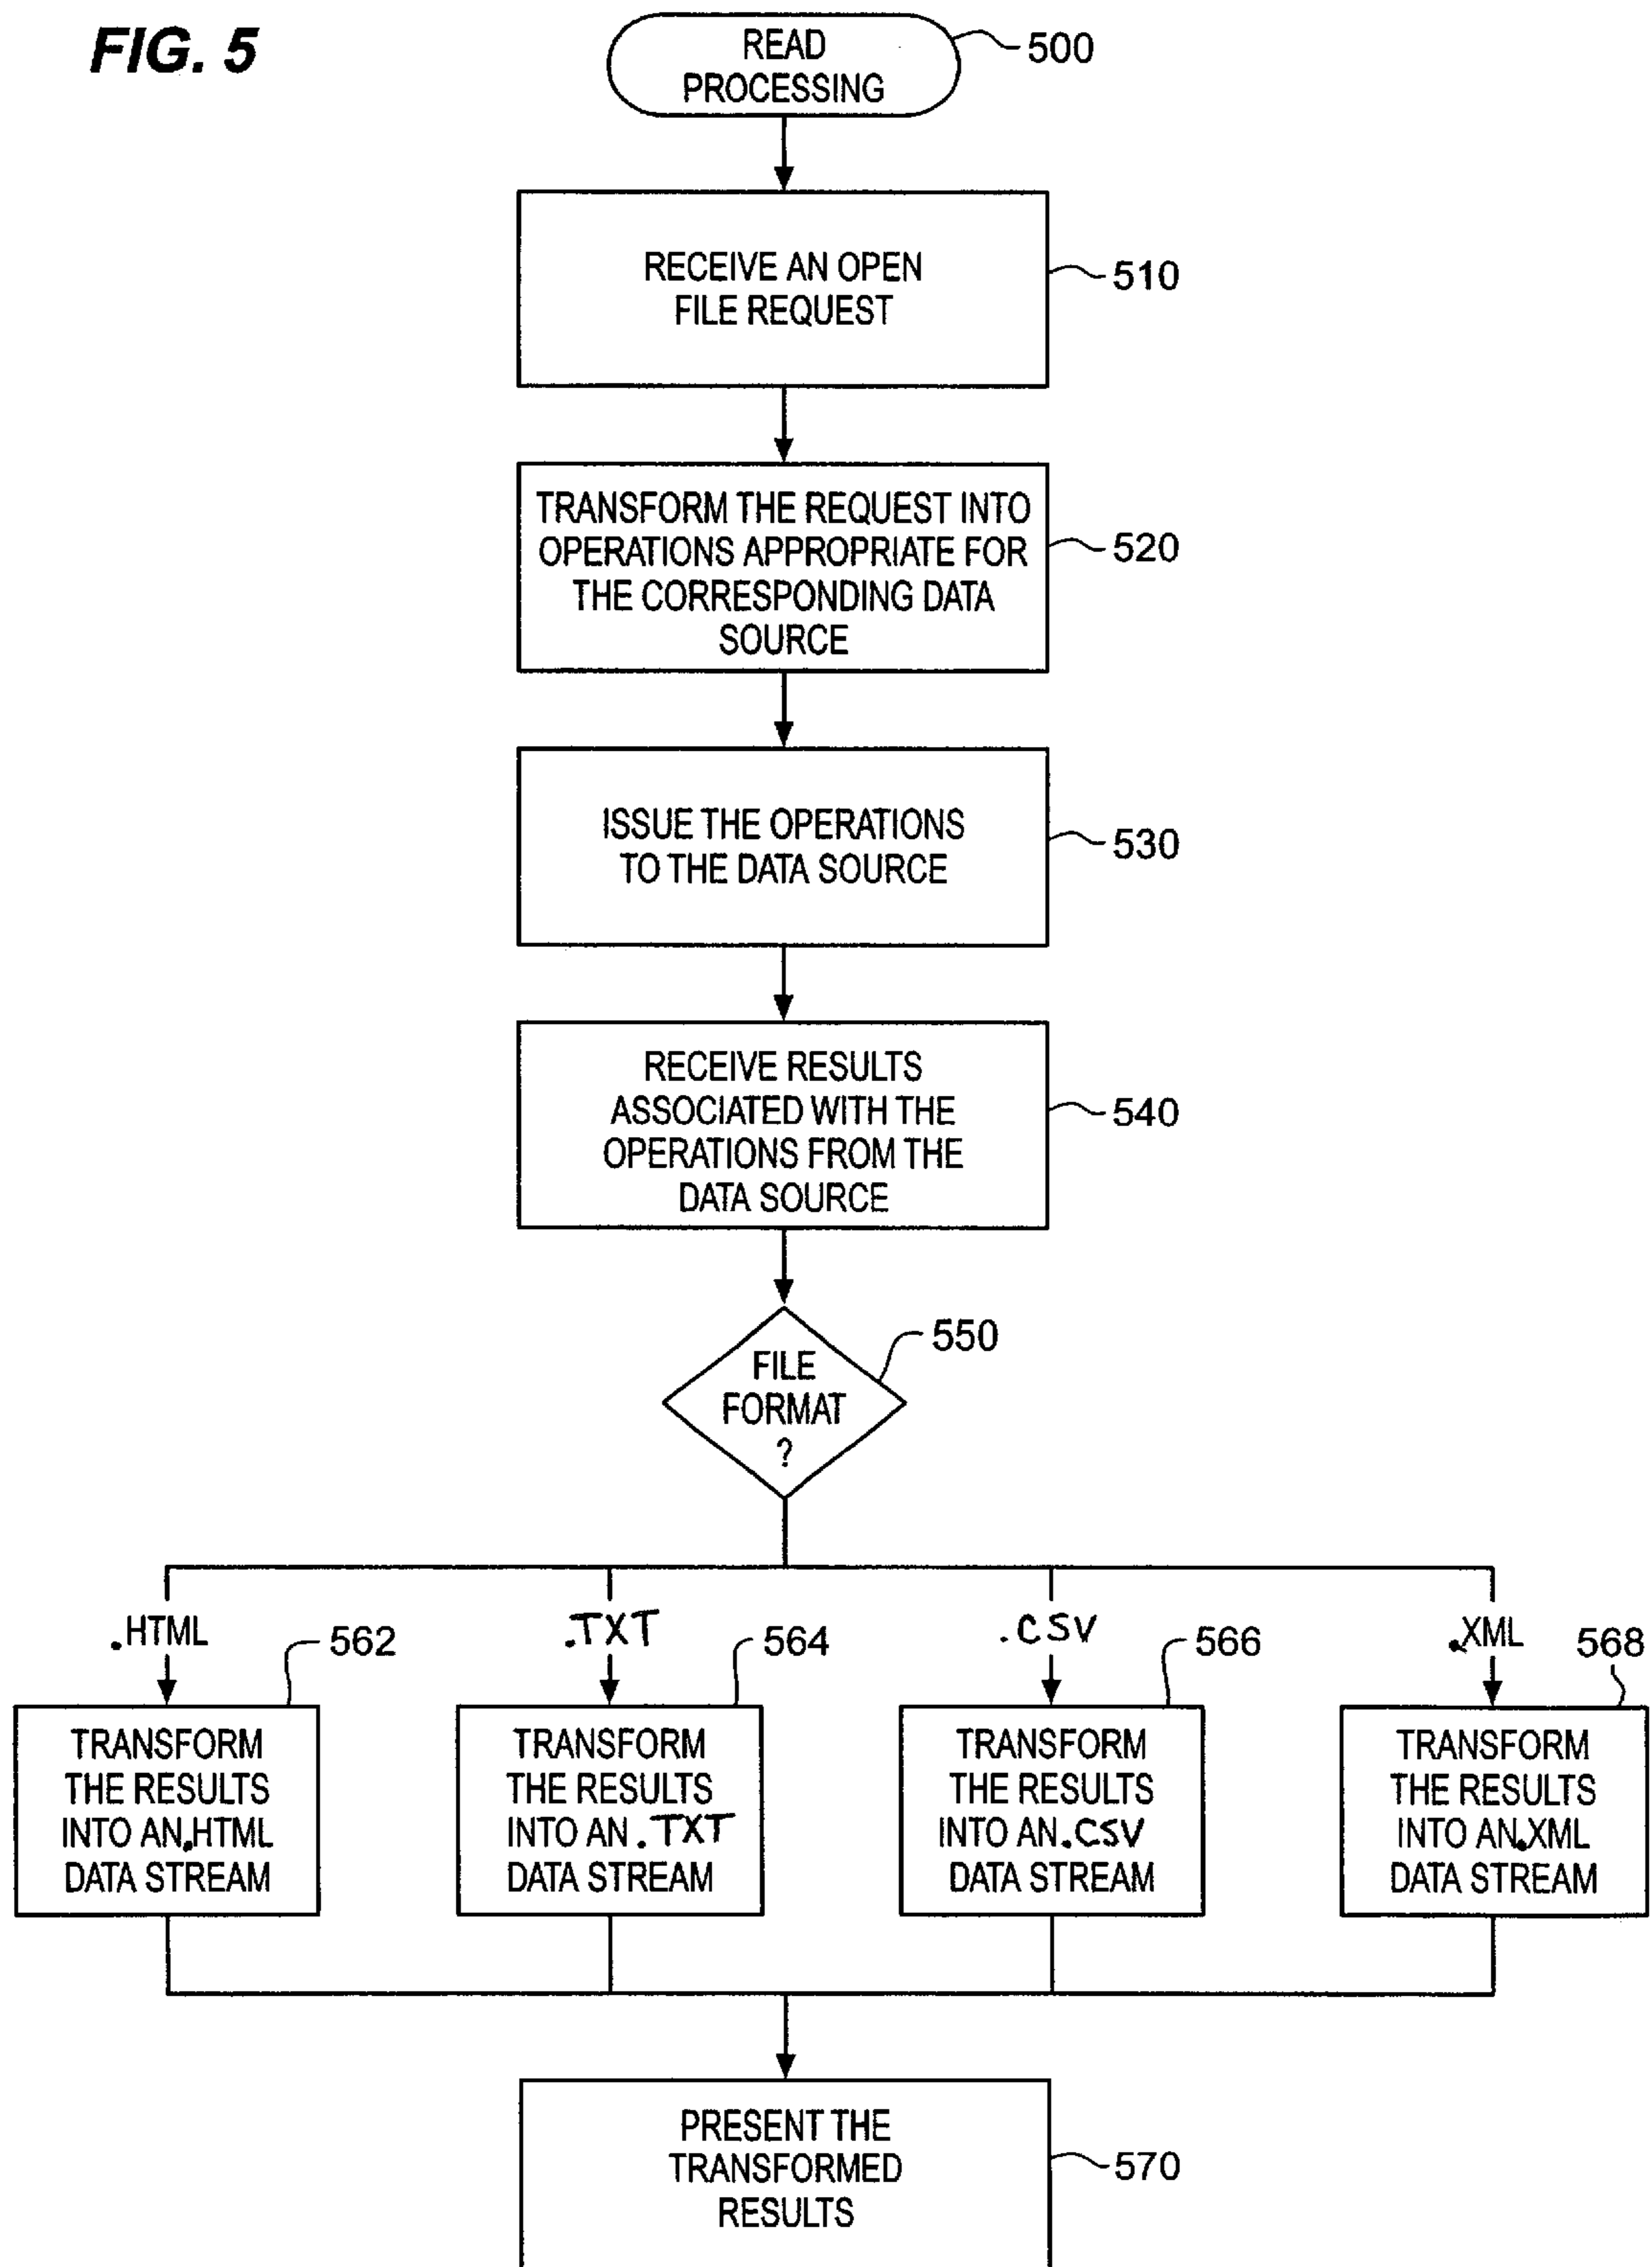 FIG. 5
READ
PROCESSING
500
RECEIVE AN OPEN
FILE REQUEST
510
TRANSFORM THE REQUEST INTO
OPERATIONS APPROPRIATE FOR
THE CORRESPONDING DATA
SOURCE
520
ISSUE THE OPERATIONS
TO THE DATA SOURCE
530
RECEIVE RESULTS
ASSOCIATED WITH THE
OPERATIONS FROM THE
DATA SOURCE
540
FILE
FORMAT
?
550
.HTML
562
TRANSFORM
THE RESULTS
INTO AN.HTML
DATA STREAM
.TXT
564
TRANSFORM
THE RESULTS
INTO AN .TXT
DATA STREAM
.CSV
566
TRANSFORM
THE RESULTS
INTO AN.CSV
DATA STREAM
.XML
568
TRANSFORM
THE RESULTS
INTO AN.XML
DATA STREAM
PRESENT THE
TRANSFORMED
RESULTS
570